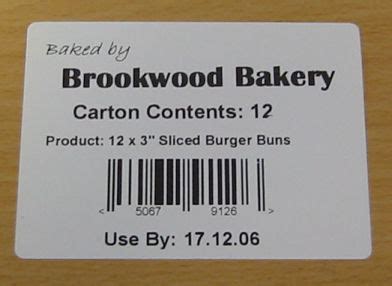 Baked by
Brookwood Bakery
Carton Contents: 12
Product: 12 x 3" Sliced Burger Buns
< 5067 9126 >
Use By: 17.12.06